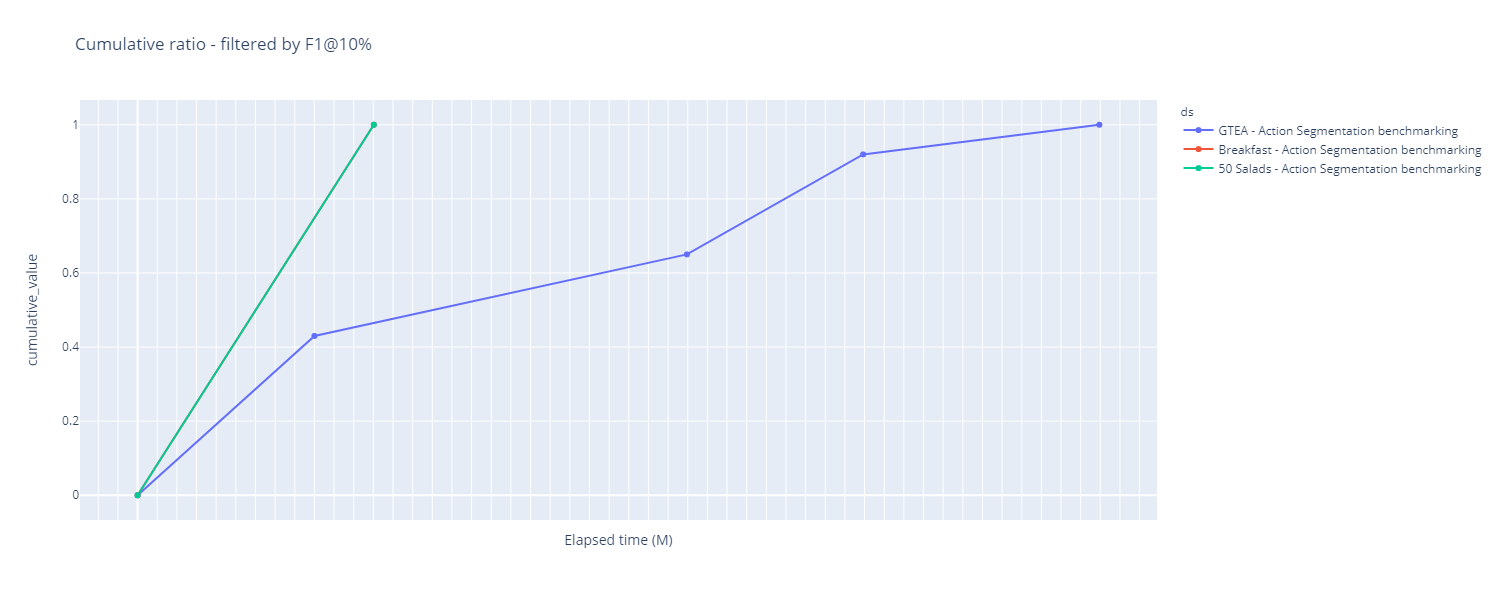 Cumulative ratio - filtered by F1@10%
ds
GTEA - Action Segmentation benchmarking
Breakfast - Action Segmentation benchmarking
50 Salads - Action Segmentation benchmarking
1
0.8
0.6
0.4
0.2
0
cumulative_value
Elapsed time (M)